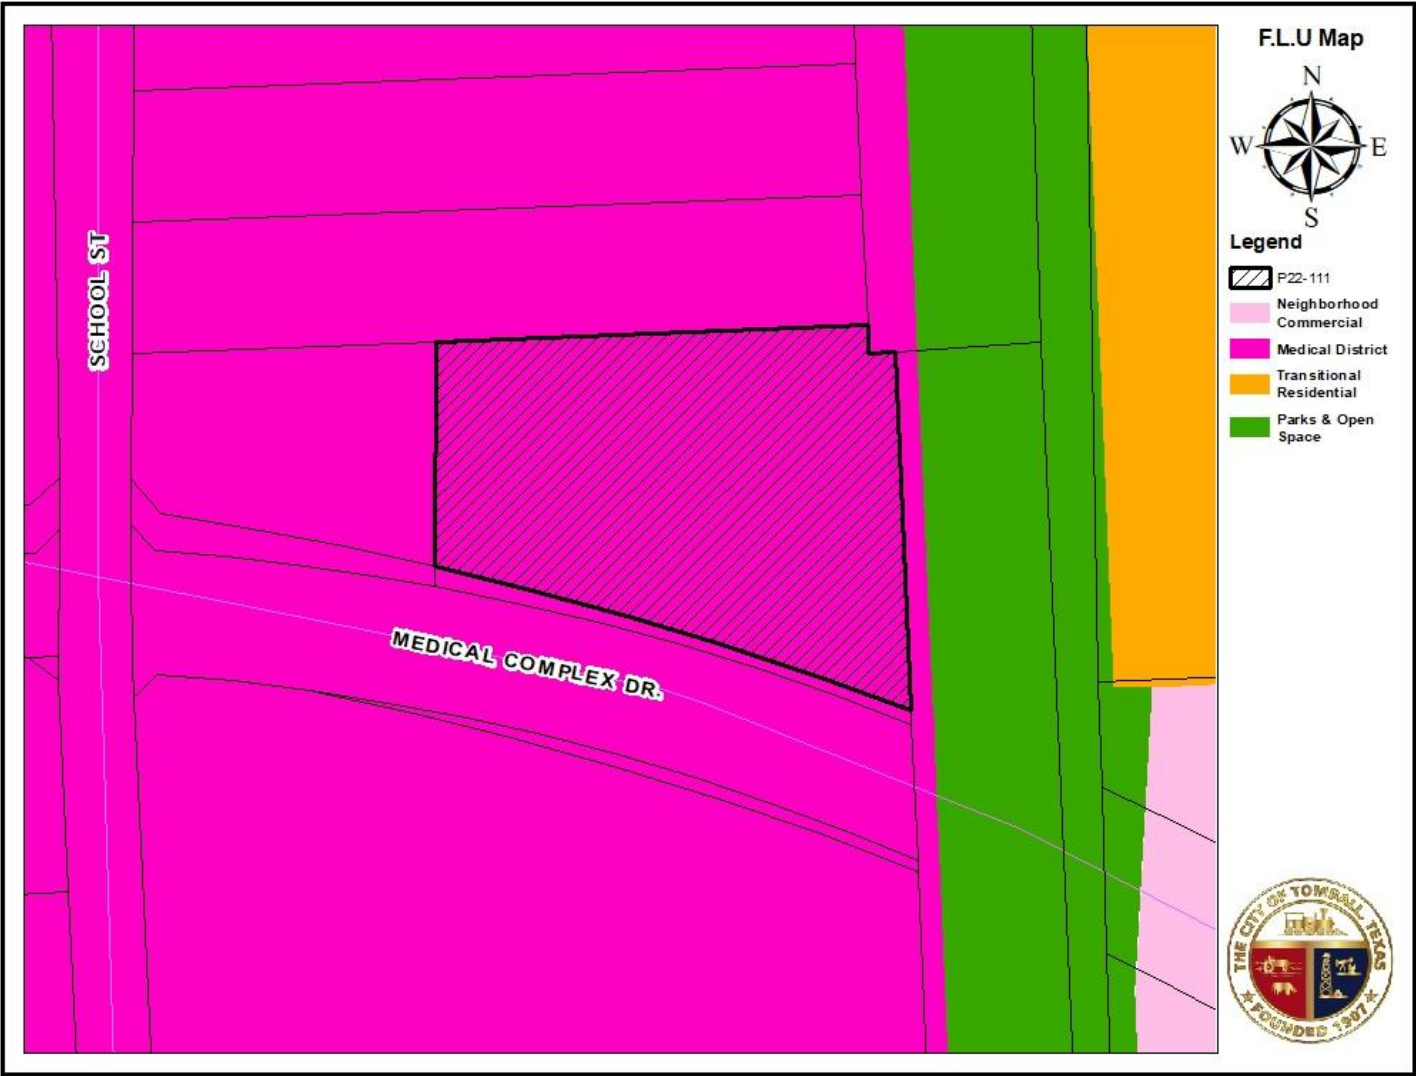 F.L.U Map
N
W
E
S
Legend
P22-111
Neighborhood
Commercial
Medical District
Transitional
Residential
Parks & Open
Space
SCHOOL ST
MEDICAL COMPLEX DR.
THE CITY OF TOMBALL, TEXAS
FOUNDED 1907